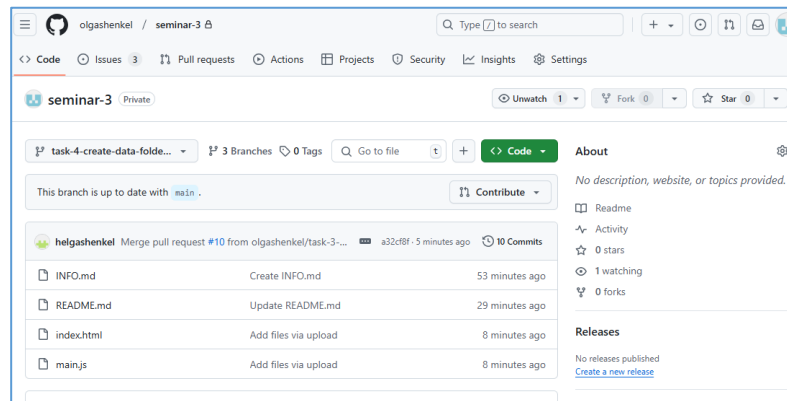 olgashenkel / seminar-3
Type / to search
Code Issues 3 Pull requests Actions Projects Security Insights Settings
seminar-3 Private
Unwatch 1 Fork 0 Star 0
task-4-create-data-folde... 3 Branches 0 Tags Go to file t + Code
This branch is up to date with main .
Contribute
helgashenkel Merge pull request #10 from olgashenkel/task-3-... a32cf8f · 5 minutes ago 10 Commits
INFO.md Create INFO.md 53 minutes ago
README.md Update README.md 29 minutes ago
index.html Add files via upload 8 minutes ago
main.js Add files via upload 8 minutes ago
About
No description, website, or topics provided.
Readme
Activity
0 stars
1 watching
0 forks
Releases
No releases published
Create a new release